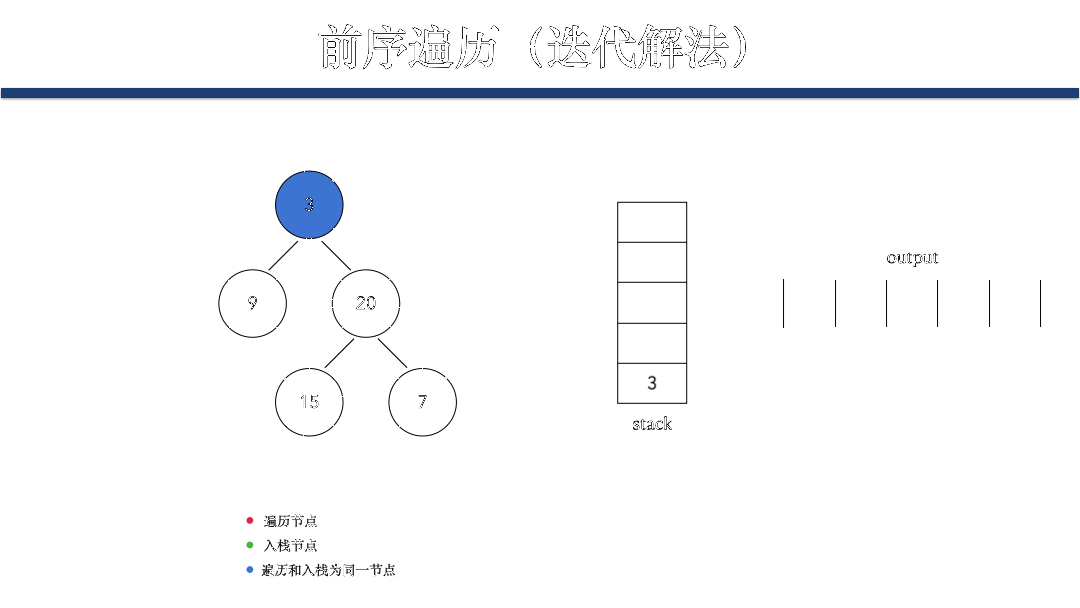 前序遍历（迭代解法）
3
9
20
15
7
3
stack
output
遍历节点
入栈节点
遍历和入栈为同一节点